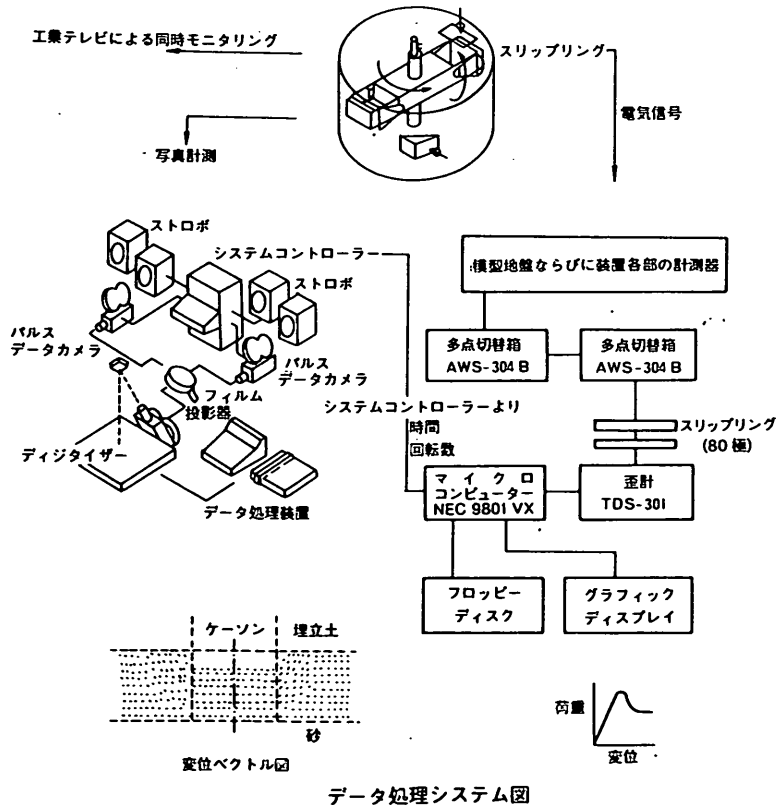 工業テレビによる同時モニタリング
スリップリング
電気信号
写真計測
ストロボ
システムコントローラー
ストロボ
模型地盤ならびに装置各部の計測器
パルス
データカメラ
パルス
データカメラ
フィルム
投影器
多点切替箱
AWS-304 B
多点切替箱
AWS-304 B
システムコントローラーより
時間
回転数
スリップリング
(80 極)
ディジタイザー
データ処理装置
マイクロ
コンピューター
NEC 9801 VX
歪計
TDS-301
フロッピー
ディスク
グラフィック
ディスプレイ
ケーソン
埋立土
砂
変位ベクトル図
荷重
変位
データ処理システム図